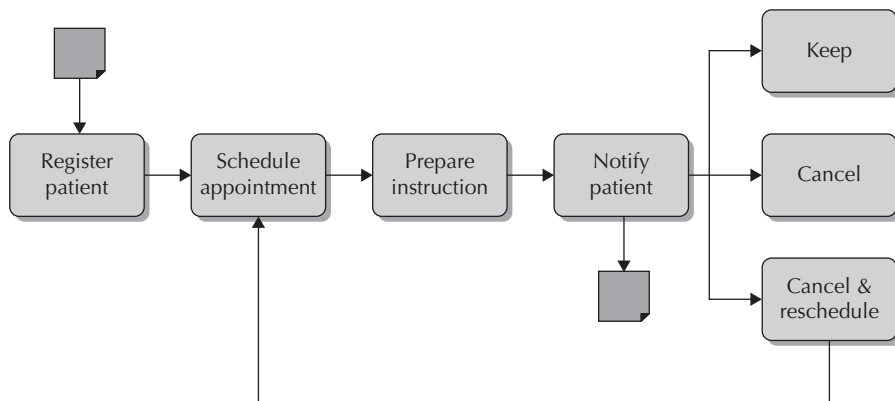 Register
patient
Schedule
appointment
Prepare
instruction
Notify
patient
Keep
Cancel
Cancel &
reschedule